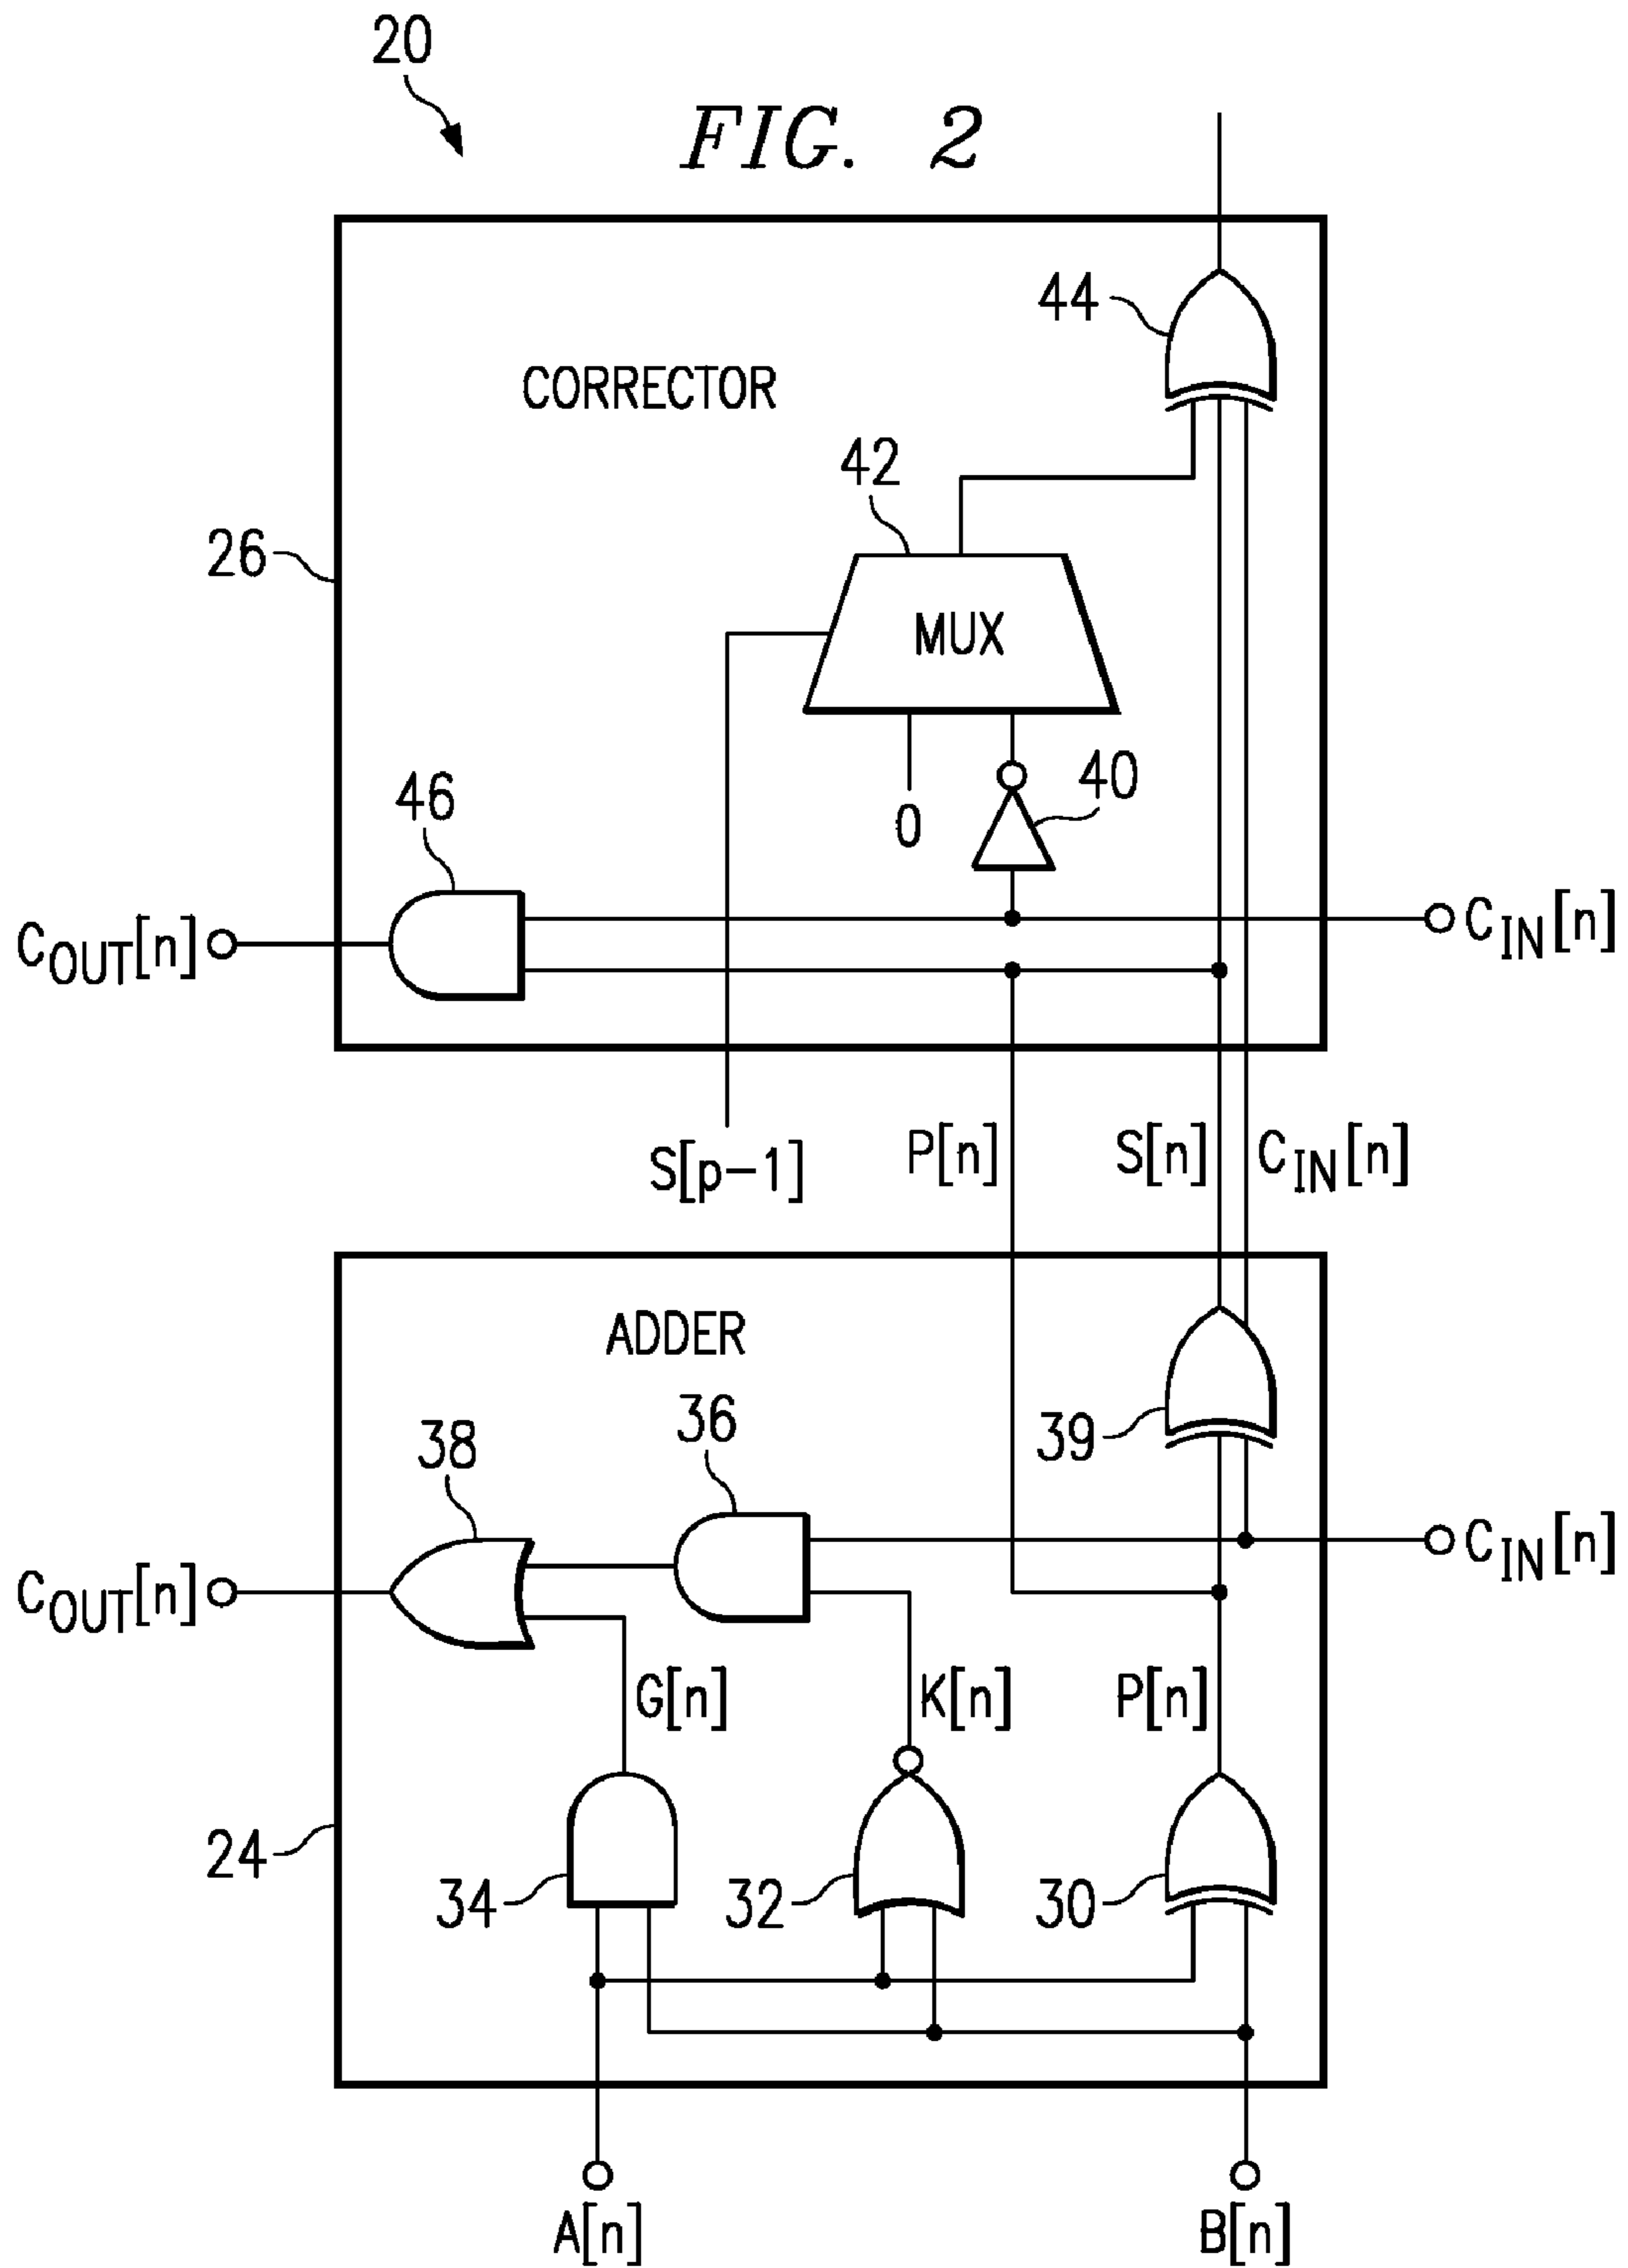 20
FIG. 2
44
CORRECTOR
42
26
MUX
46
40
0
COUT[n]
CIN[n]
S[p-1]
P[n]
S[n]
CIN[n]
ADDER
38
36
39
COUT[n]
CIN[n]
G[n]
K[n]
P[n]
24
34
32
30
A[n]
B[n]